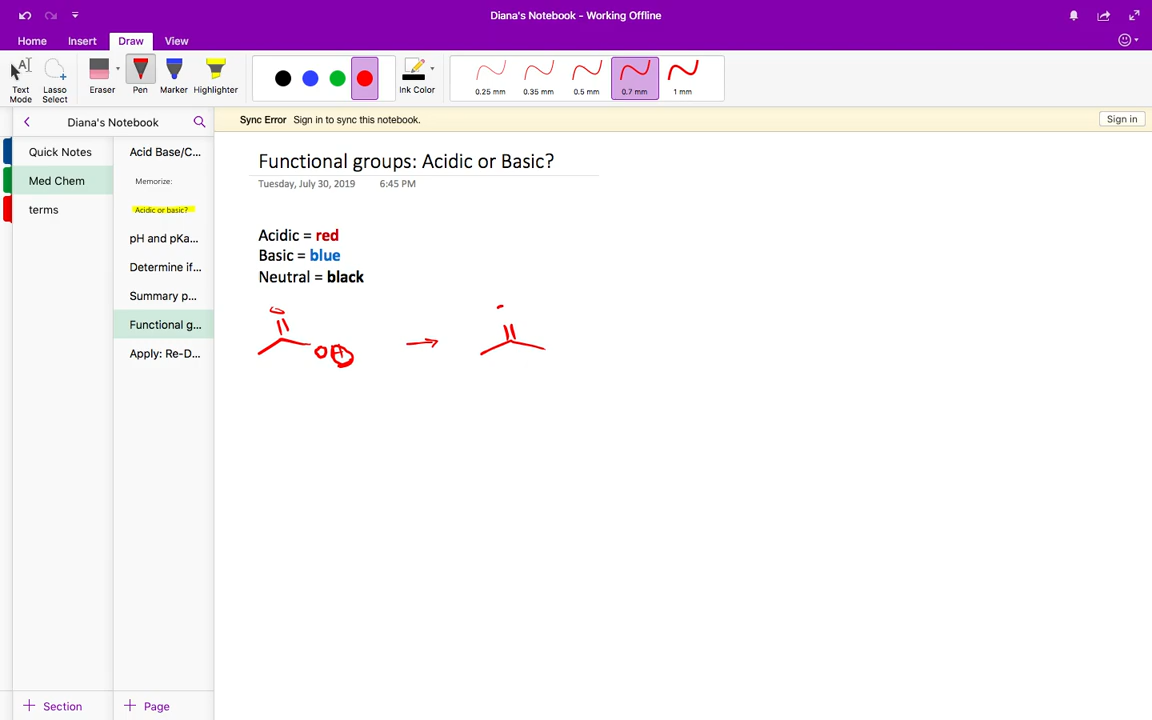 Diana's Notebook - Working Offline
Home Insert Draw View
Text Mode
Lasso Select
Eraser
Pen
Marker
Highlighter
Ink Color
0.25 mm
0.35 mm
0.5 mm
0.7 mm
1 mm
Diana's Notebook
Sync Error Sign in to sync this notebook.
Sign in
Quick Notes
Med Chem
terms
Acid Base/C...
Memorize:
Acidic or basic?
pH and pKa...
Determine if...
Summary p...
Functional g...
Apply: Re-D...
Functional groups: Acidic or Basic?
Tuesday, July 30, 2019 6:45 PM
Acidic = red
Basic = blue
Neutral = black
O
OH
+ Section
+ Page